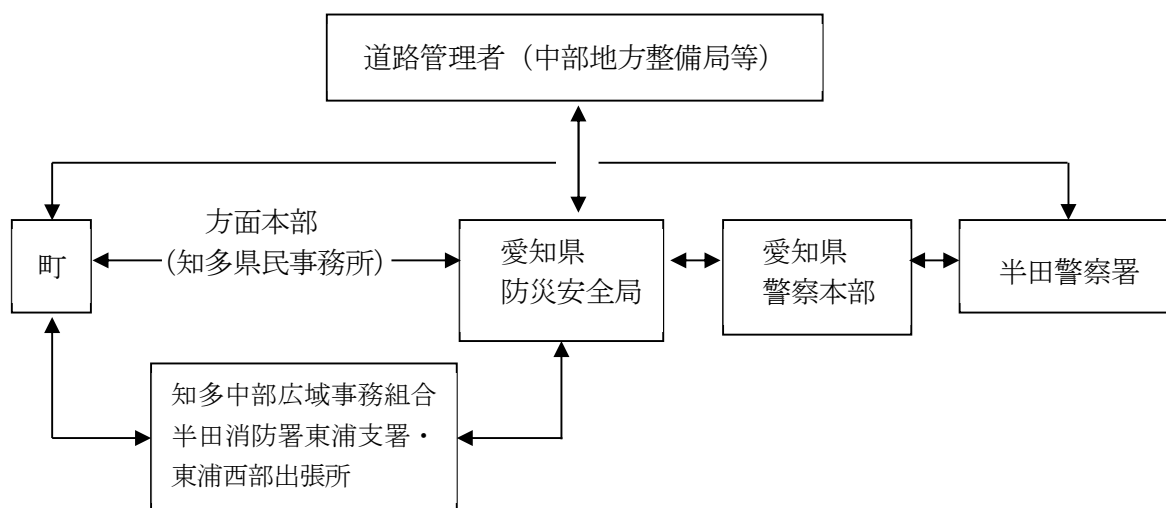 道路管理者（中部地方整備局等）
方面本部
(知多県民事務所)
町
愛知県
防災安全局
愛知県
警察本部
半田警察署
知多中部広域事務組合
半田消防署東浦支署・
東浦西部出張所